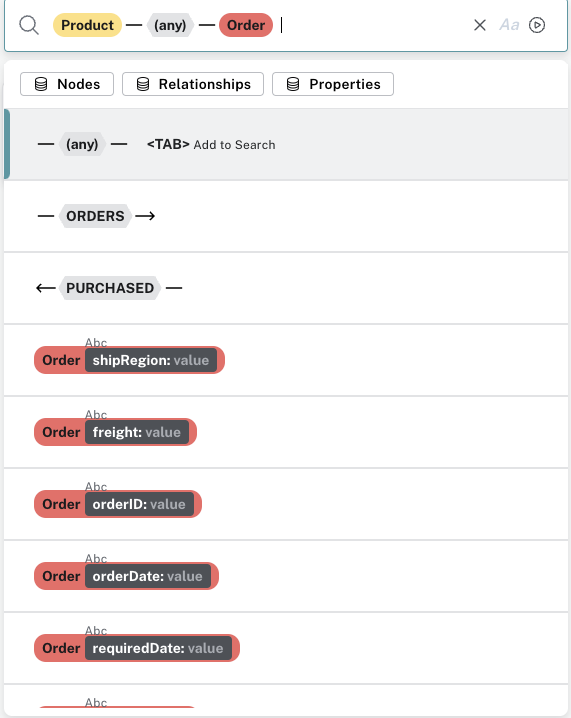 Product (any) Order Aa
Nodes Relationships Properties
(any) <TAB> Add to Search
ORDERS
PURCHASED
Abc
Order shipRegion: value
Abc
Order freight: value
Abc
Order orderID: value
Abc
Order orderDate: value
Abc
Order requiredDate: value
Abc